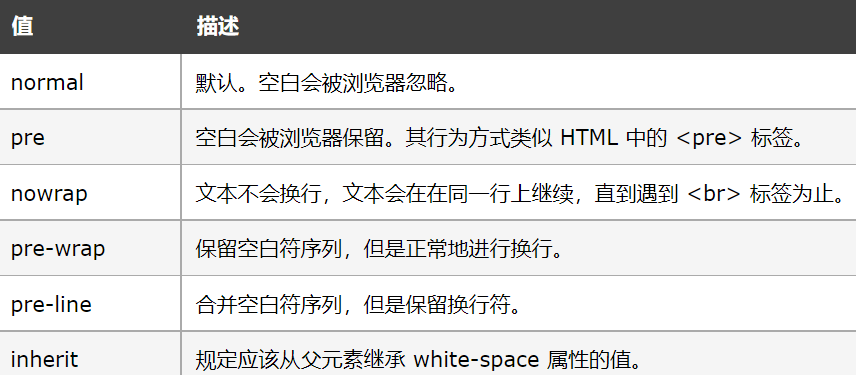 值 描述
normal 默认。空白会被浏览器忽略。
pre 空白会被浏览器保留。其行为方式类似 HTML 中的 <pre> 标签。
nowrap 文本不会换行，文本会在在同一行上继续，直到遇到 <br> 标签为止。
pre-wrap 保留空白符序列，但是正常地进行换行。
pre-line 合并空白符序列，但是保留换行符。
inherit 规定应该从父元素继承 white-space 属性的值。